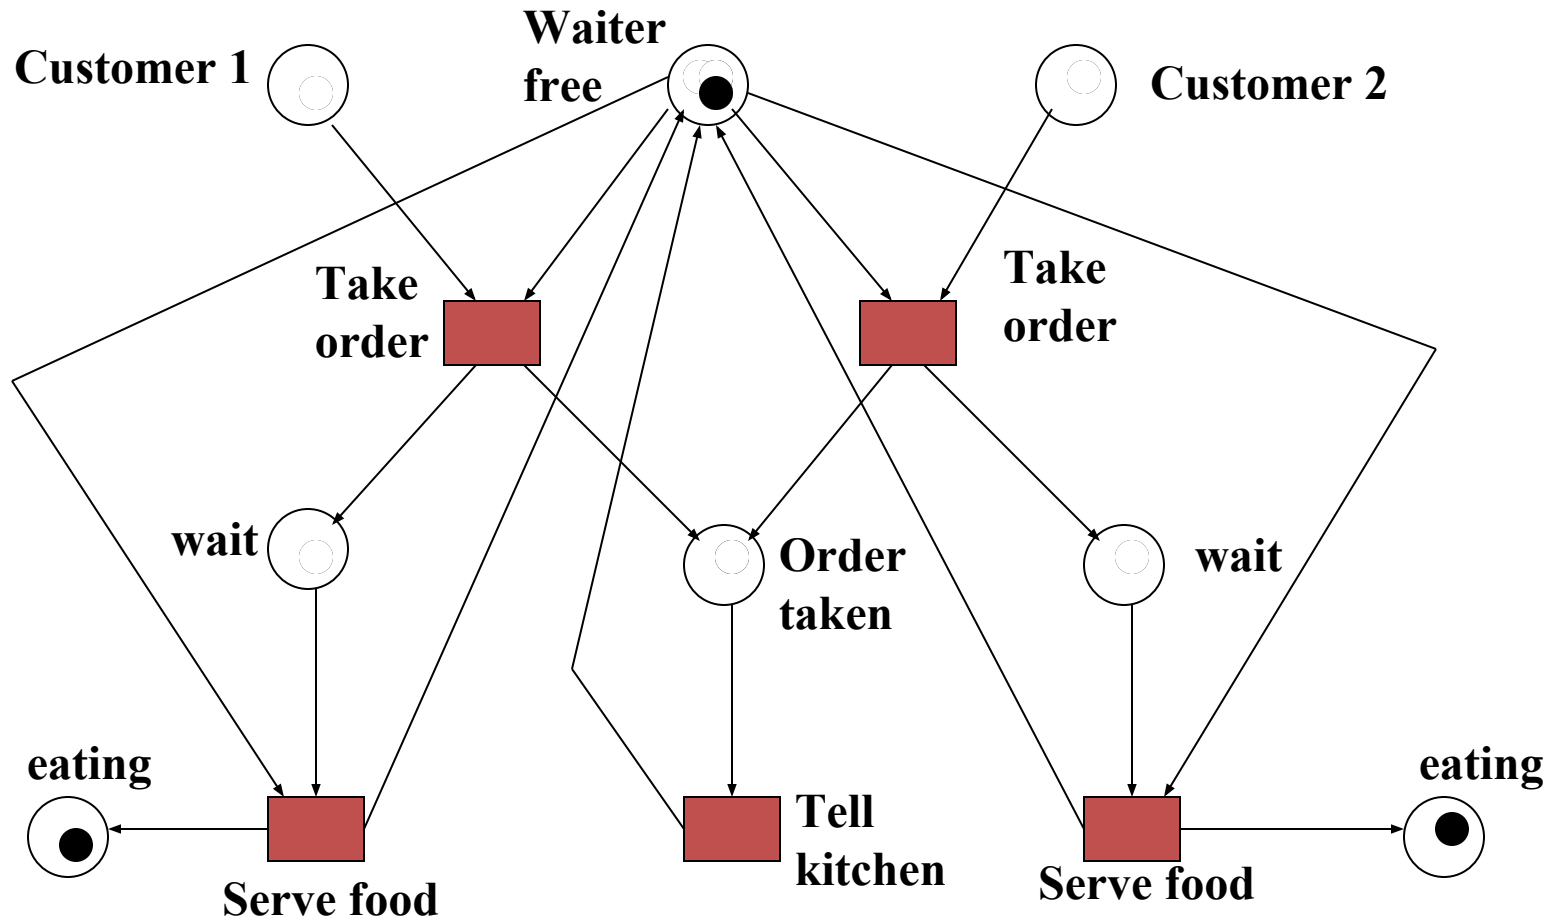 Customer 1
Waiter
free
Customer 2
Take
order
Take
order
wait
Order
taken
wait
eating
Serve food
Tell
kitchen
Serve food
eating